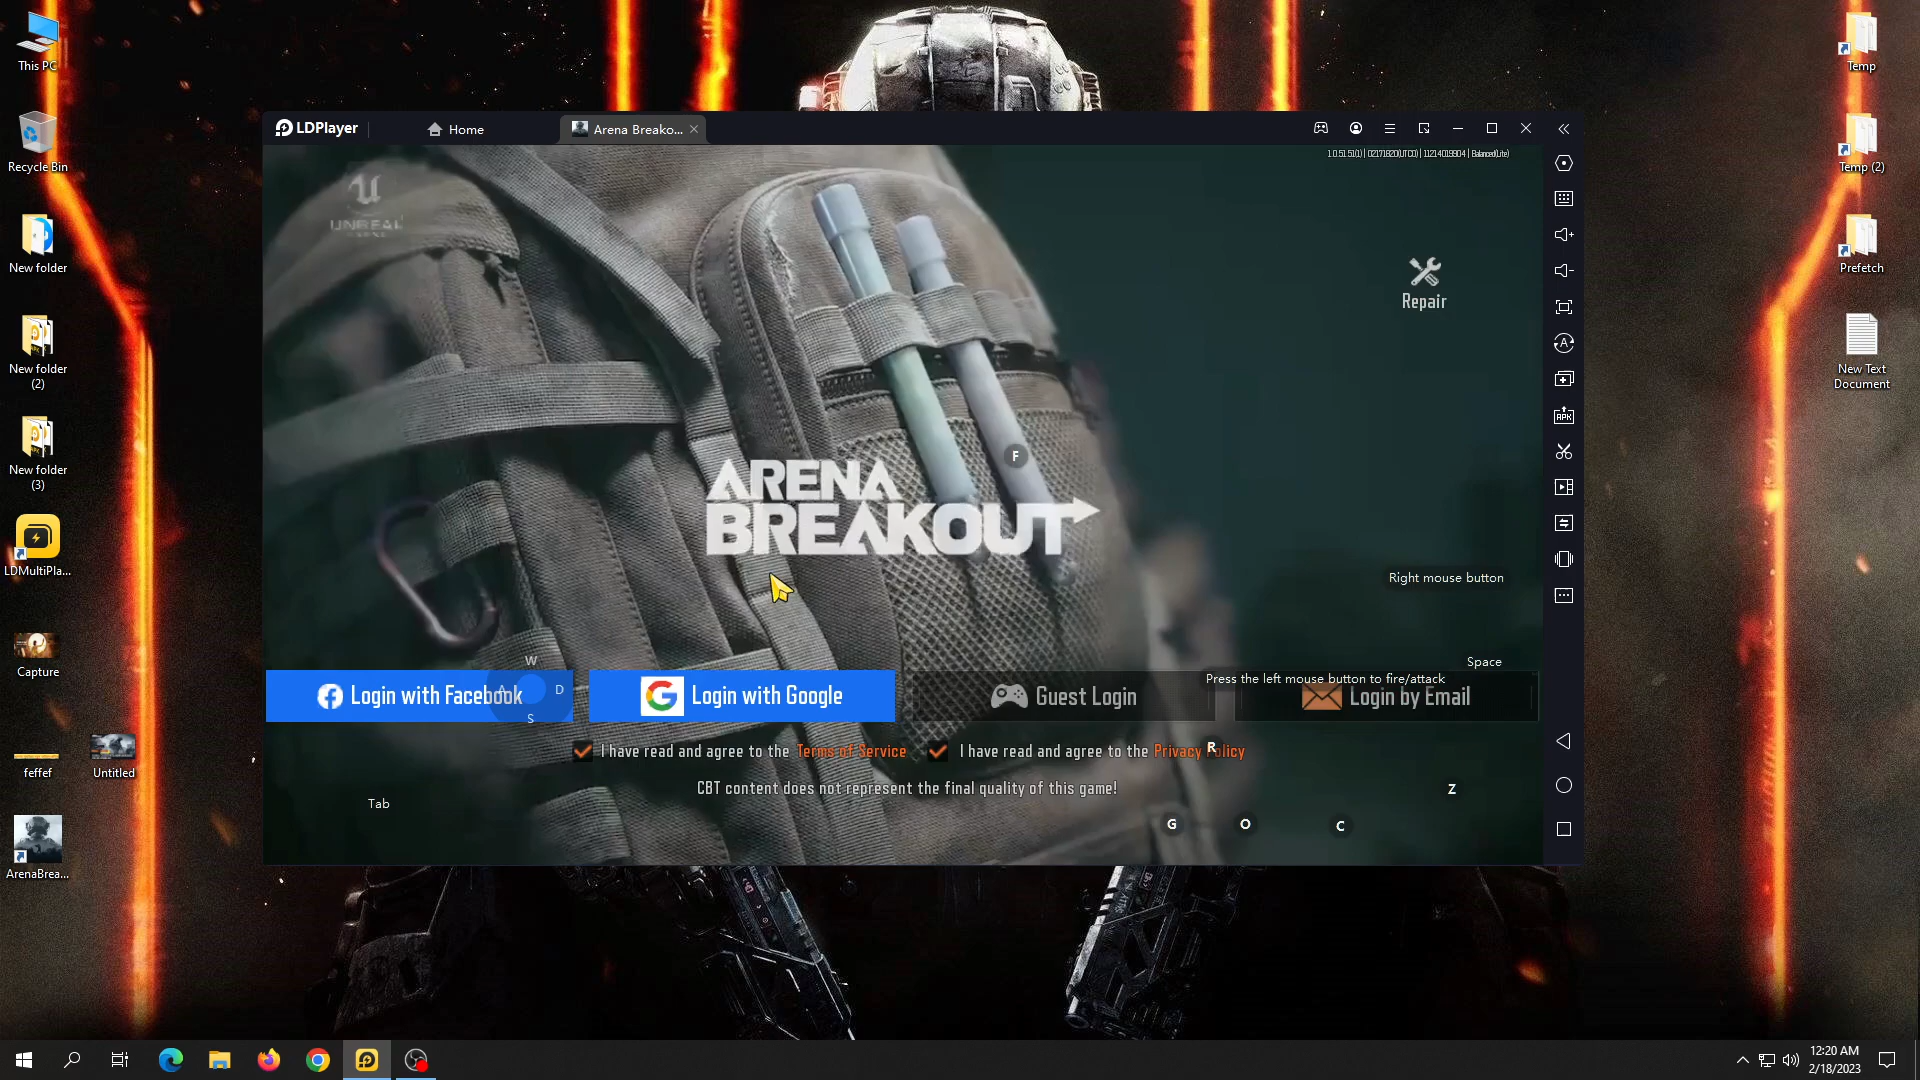 This PC
Recycle Bin
New folder
New folder
(2)
New folder
(3)
LDMultiPla...
Capture
feffef
Untitled
ArenaBrea...
LDPlayer
Home
Arena Breako...
UNREAL
Repair
ARENA
BREAKOUT
F
Right mouse button
Space
W
D
S
Press the left mouse button to fire/attack
Login with Facebook
Login with Google
Guest Login
Login by Email
I have read and agree to the Terms of Service
I have read and agree to the Privacy Policy
R
CBT content does not represent the final quality of this game!
Tab
Z
G
O
C
A
APK
Temp
Temp (2)
Prefetch
New Text
Document
12:20 AM
2/18/2023